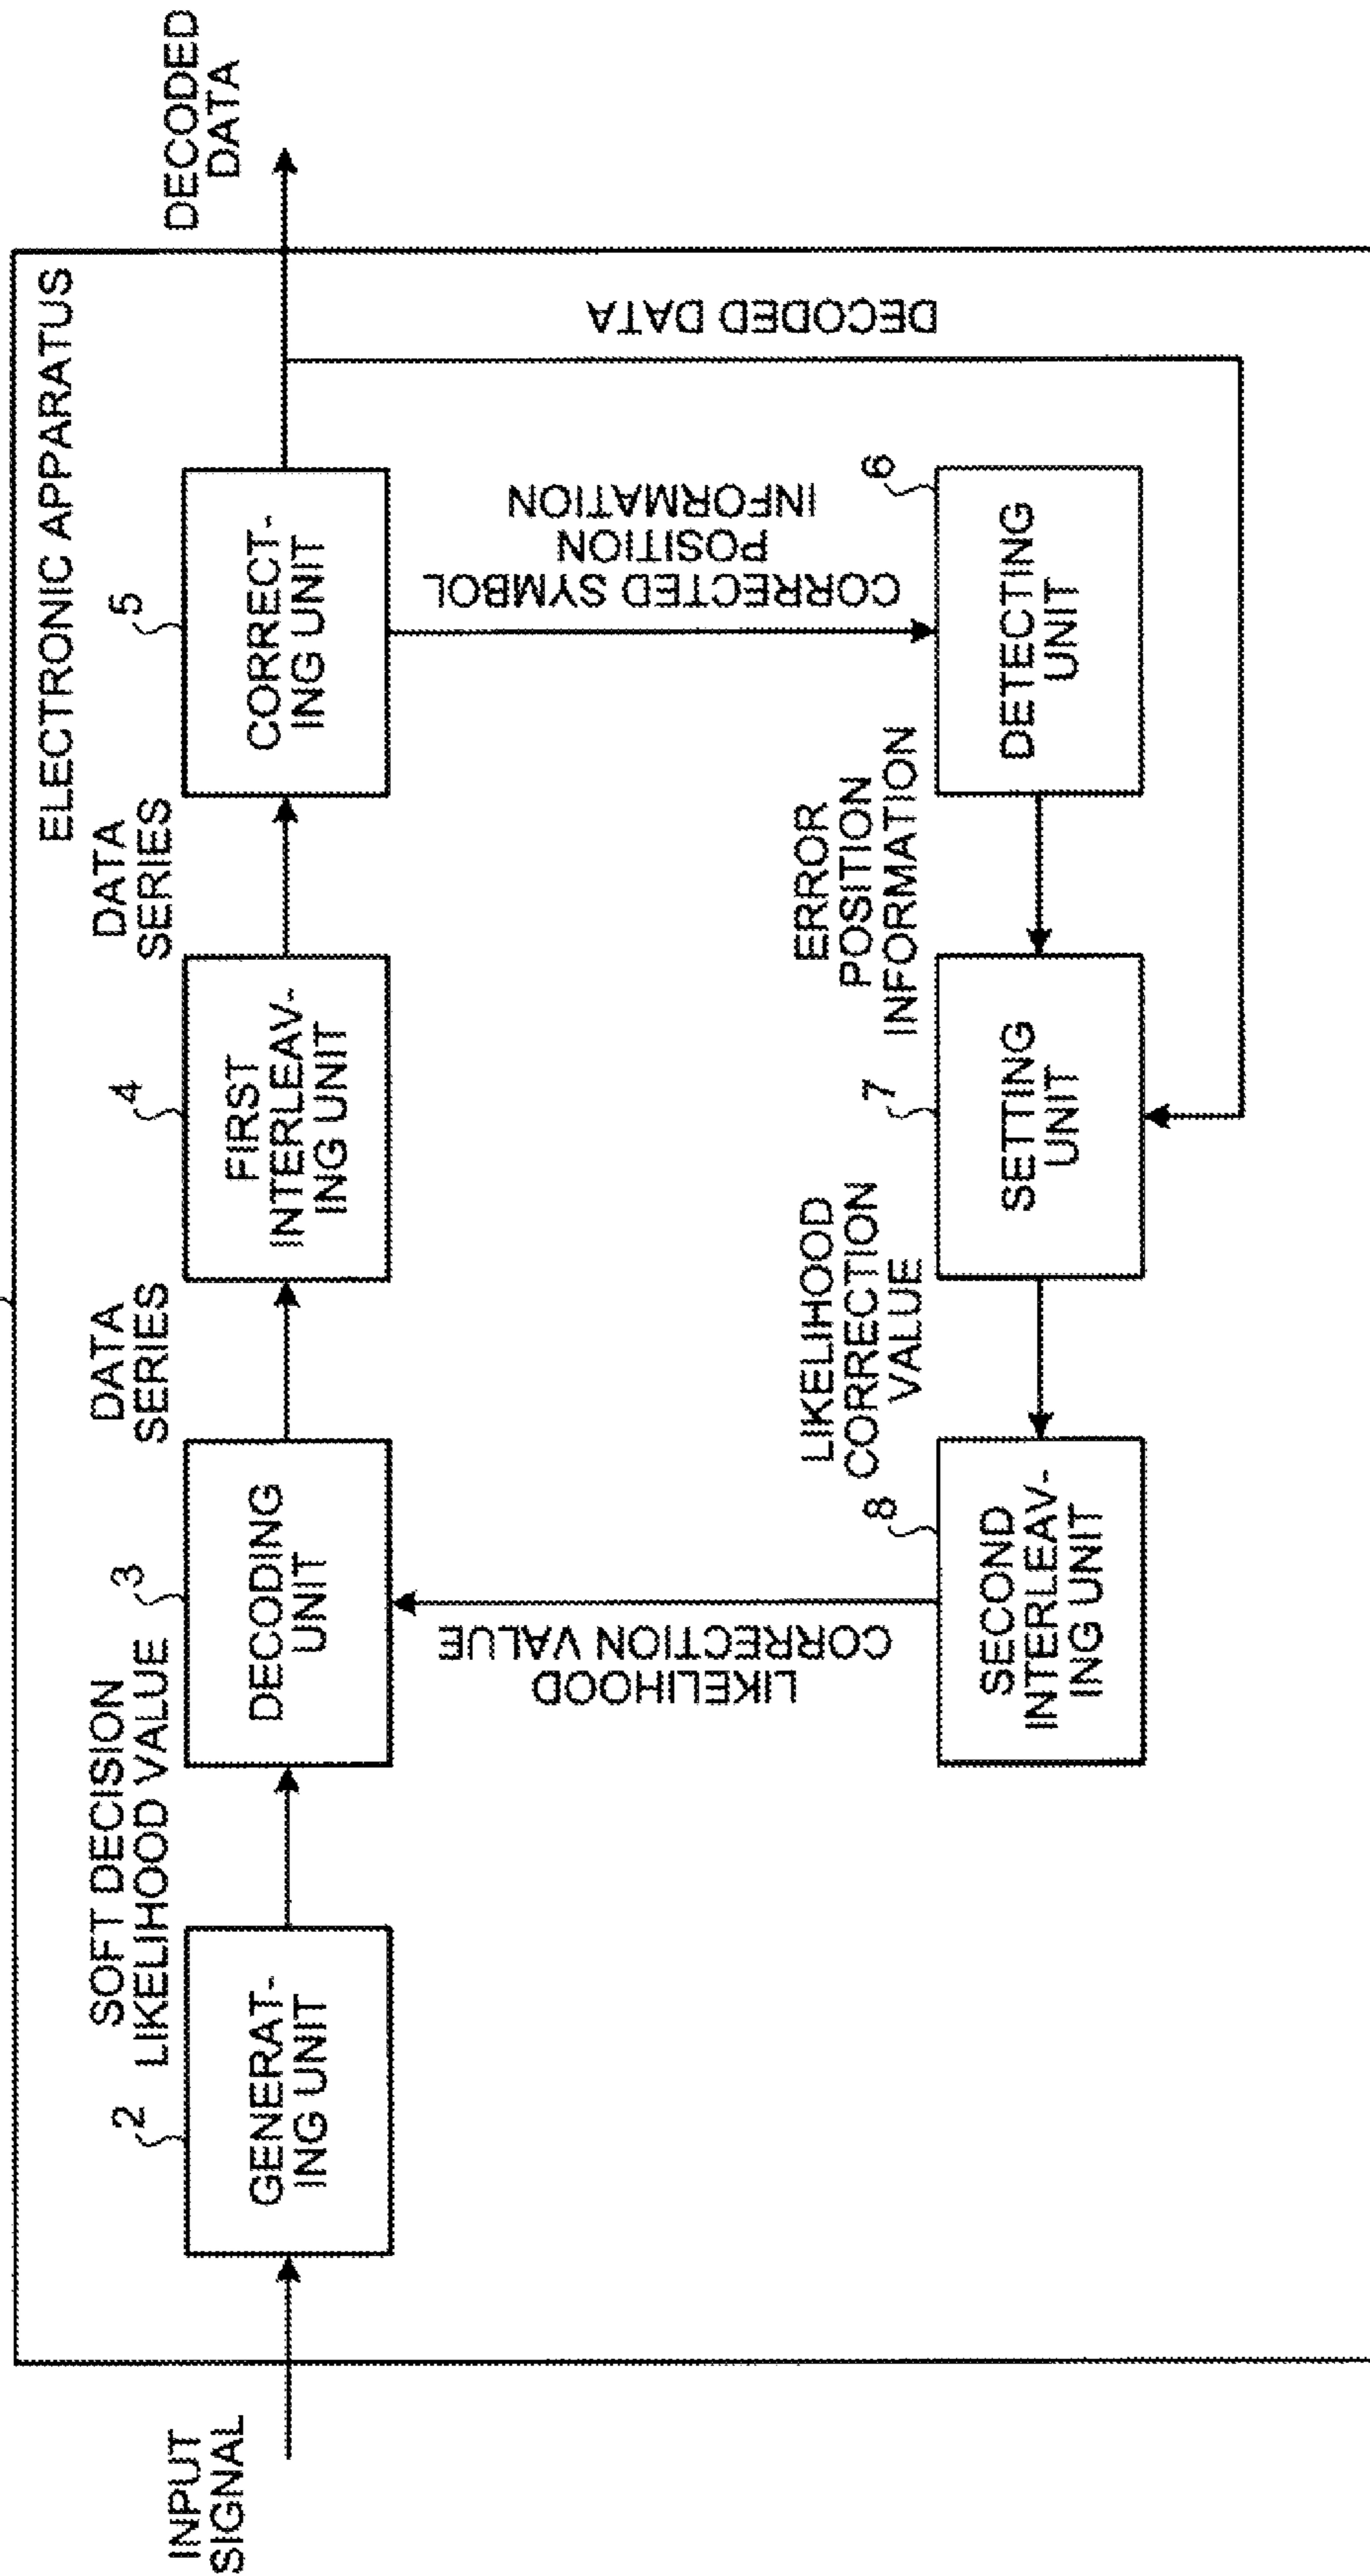 ELECTRONIC APPARATUS
INPUT
SIGNAL
2
GENERAT-
ING UNIT
SOFT DECISION
LIKELIHOOD VALUE
3
DECODING
UNIT
DATA
SERIES
4
FIRST
INTERLEAV-
ING UNIT
DATA
SERIES
5
CORRECT-
ING UNIT
DECODED
DATA
LIKELIHOOD
CORRECTION VALUE
CORRECTED SYMBOL
POSITION
INFORMATION
DECODED DATA
8
SECOND
INTERLEAV-
ING UNIT
LIKELIHOOD
CORRECTION
VALUE
7
SETTING
UNIT
ERROR
POSITION
INFORMATION
6
DETECTING
UNIT